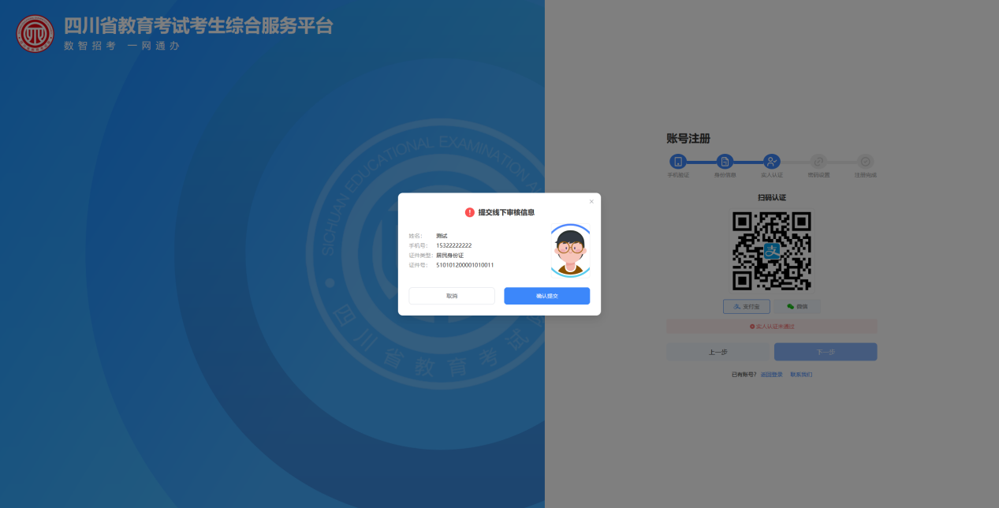 四川省教育考试考生综合服务平台
数智招考 一网通办
SICHUAN EDUCATIONAL EXAMINATION
四川省教育考试
账号注册
手机验证
身份信息
实人认证
密码设置
注册完成
扫码认证
支付宝
微信
实人认证未通过
上一步
下一步
已有账号? 返回登录 联系我们
提交线下审核信息
姓名: 测试
手机号: 15322222222
证件类型: 居民身份证
证件号: 510101200001010011
取消
确认提交